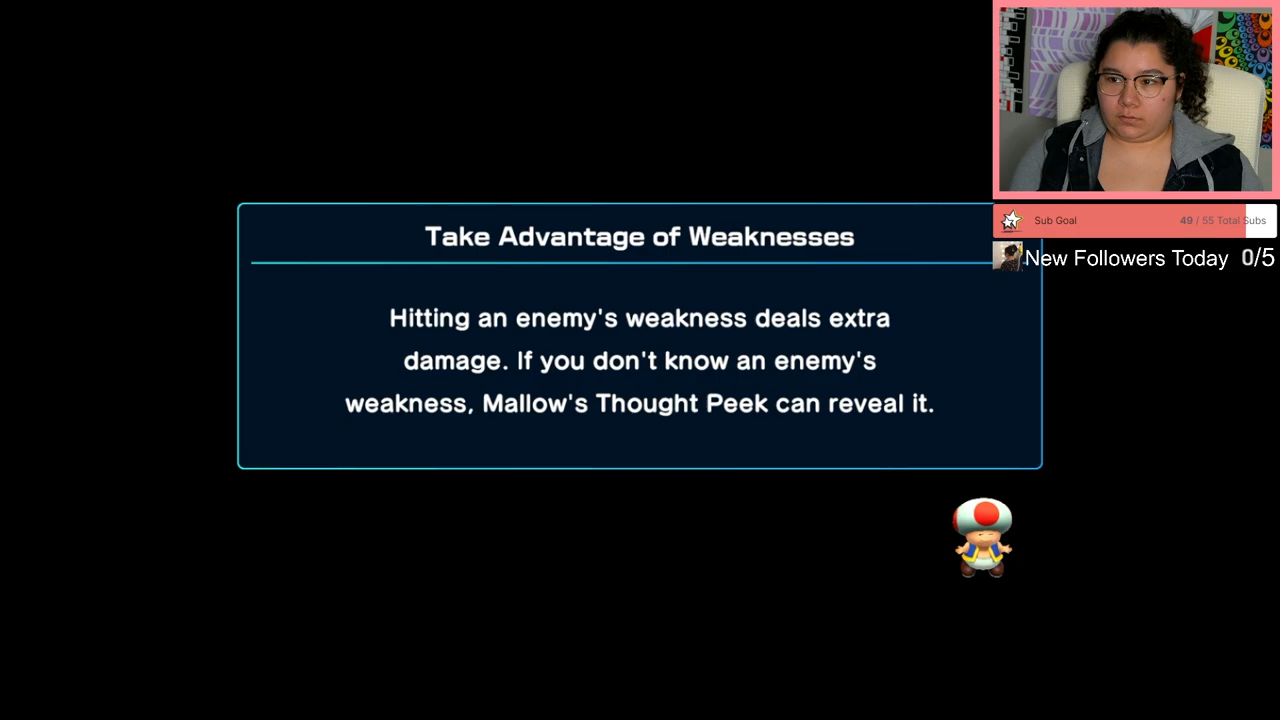 Take Advantage of Weaknesses
Hitting an enemy's weakness deals extra
damage. If you don't know an enemy's
weakness, Mallow's Thought Peek can reveal it.
Sub Goal 49 / 55 Total Subs
New Followers Today 0/5